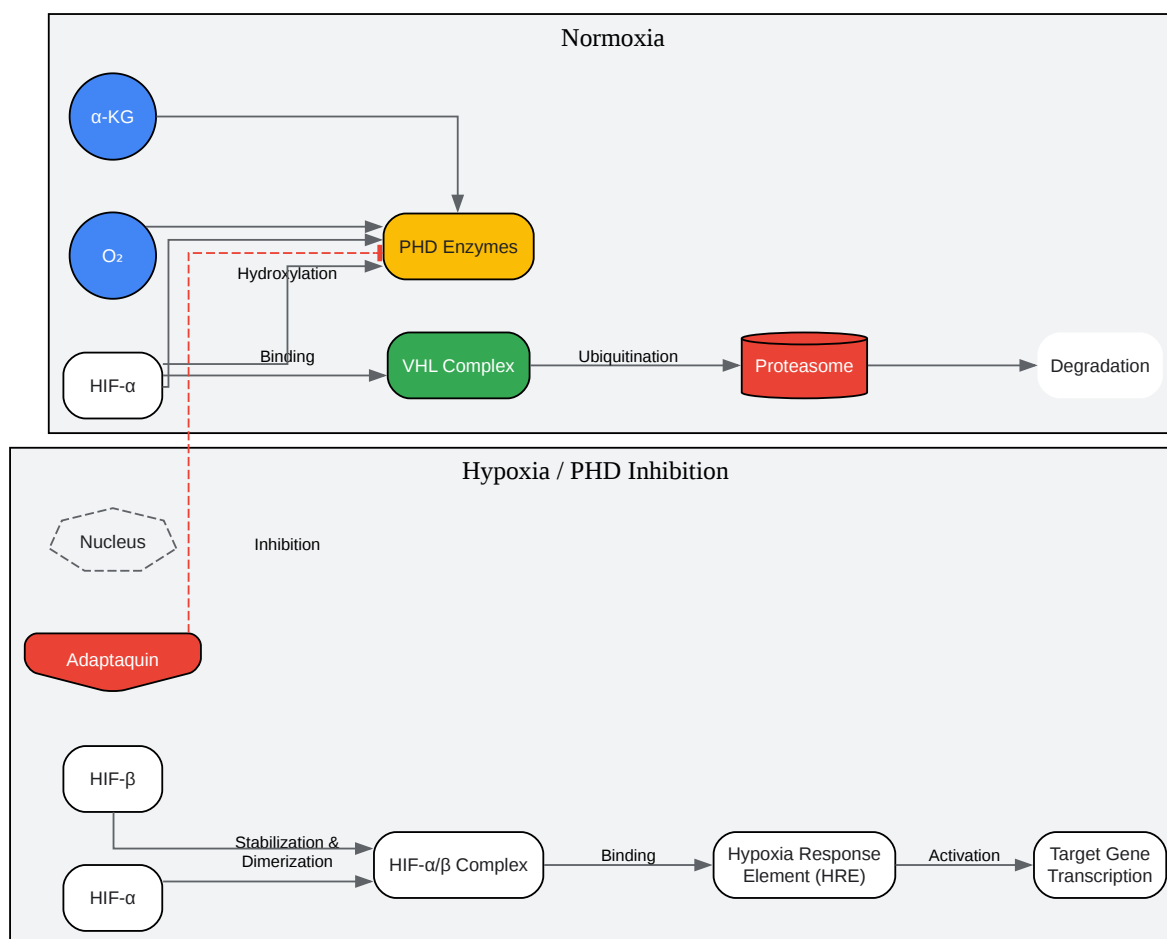 Normoxia
α-KG
O₂
PHD Enzymes
Hydroxylation
HIF-α
Binding
VHL Complex
Ubiquitination
Proteasome
Degradation
Hypoxia / PHD Inhibition
Nucleus
Inhibition
Adaptaquin
HIF-β
Stabilization &
Dimerization
HIF-α
HIF-α/β Complex
Binding
Hypoxia Response
Element (HRE)
Activation
Target Gene
Transcription